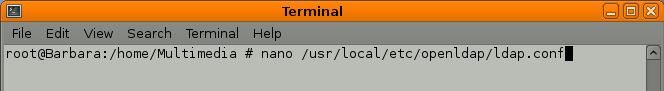 Terminal
File Edit View Search Terminal Help
root@Barbara:/home/Multimedia # nano /usr/local/etc/openldap/ldap.conf